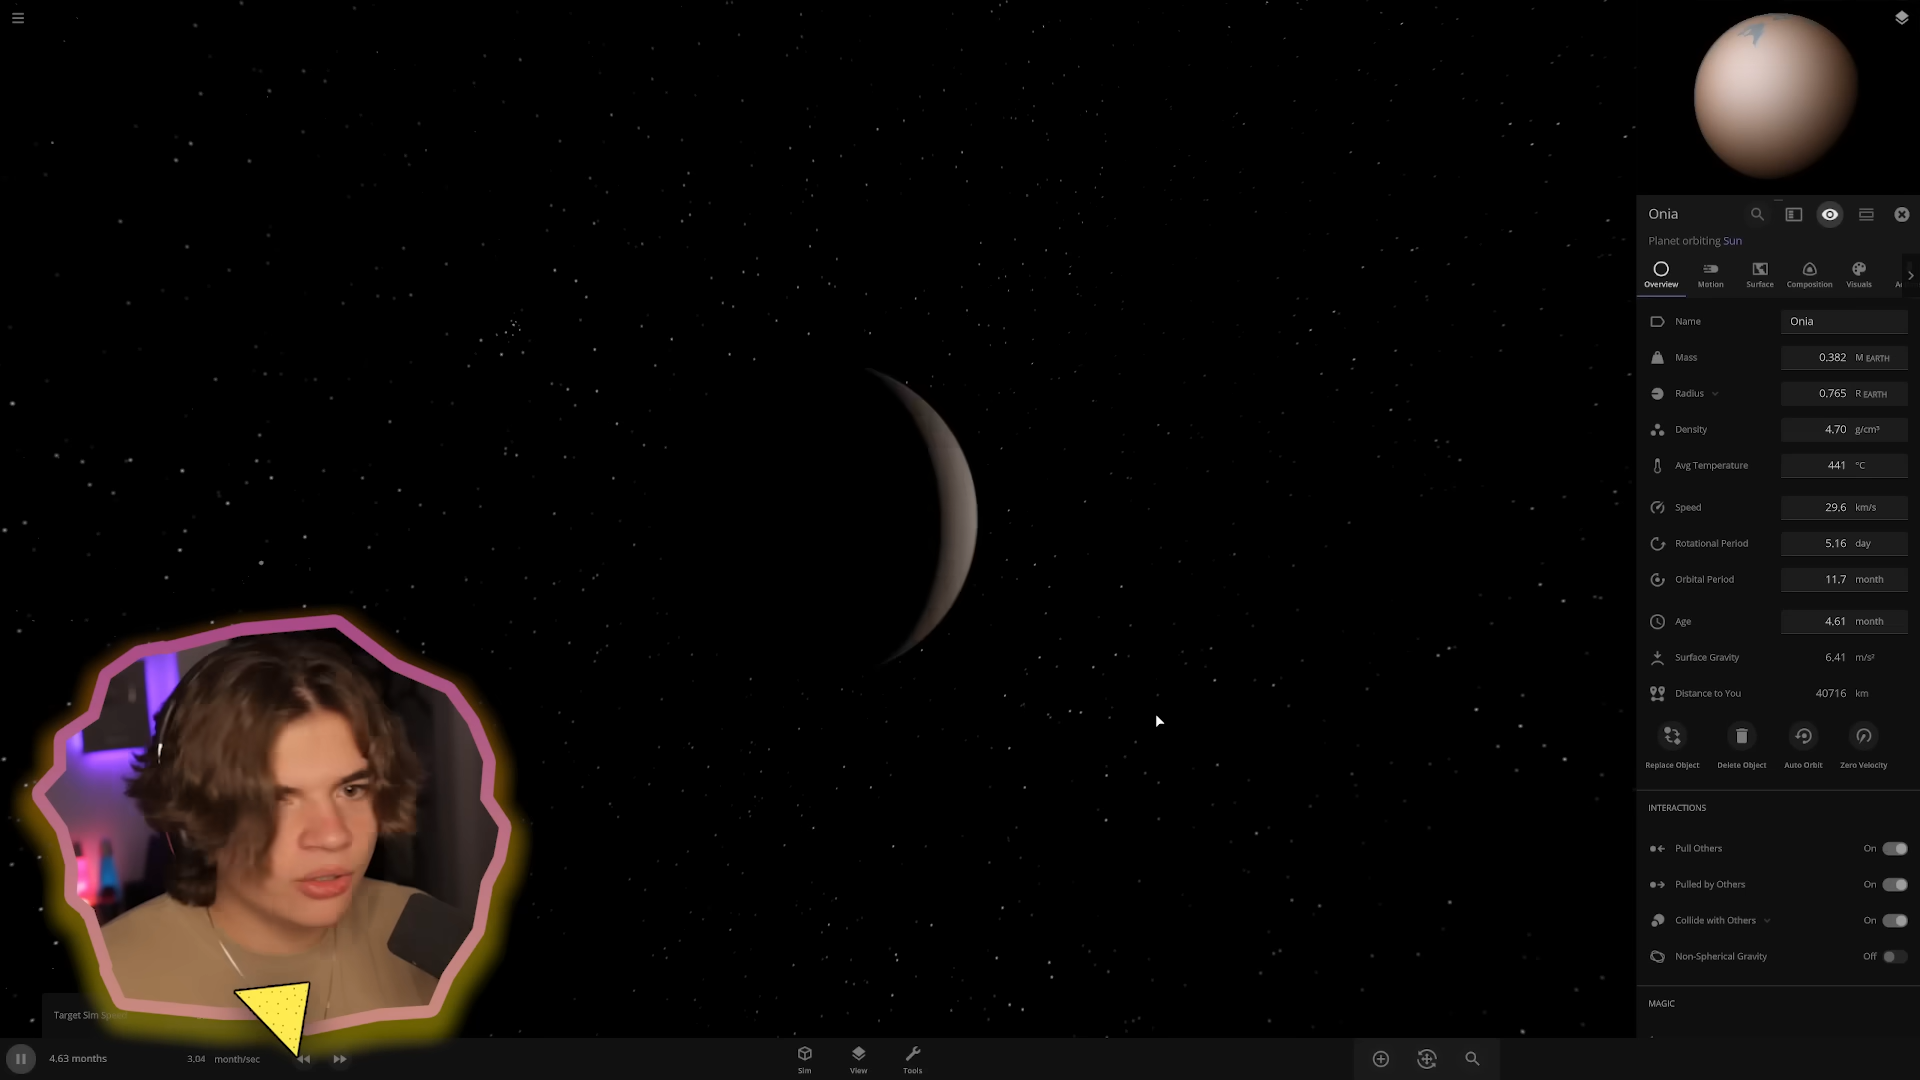 Onia
Planet orbiting Sun
Overview
Motion
Surface
Composition
Visuals
Name Onia
Mass 0,382 M EARTH
Radius 0,765 R EARTH
Density 4,70 g/cm³
Avg Temperature 441 °C
Speed 29,6 km/s
Rotational Period 5,16 day
Orbital Period 11,7 month
Age 4,61 month
Surface Gravity 6,41 m/s²
Distance to You 40716 km
Replace Object
Delete Object
Auto Orbit
Zero Velocity
INTERACTIONS
Pull Others On
Pulled by Others On
Collide with Others On
Non-Spherical Gravity Off
MAGIC
Target Sim
4.63 months
3,04 month/sec
Sim
View
Tools